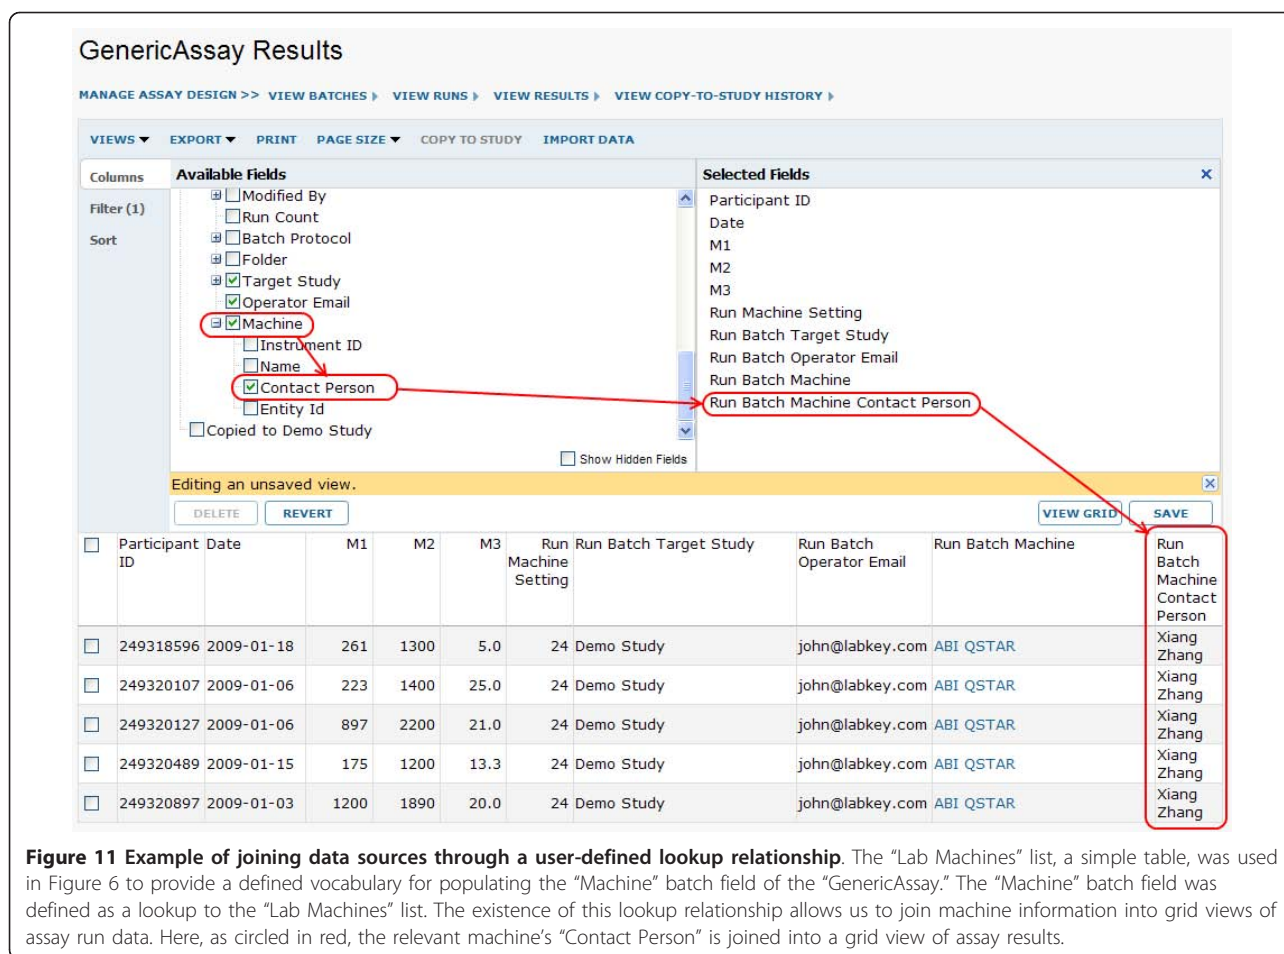 GenericAssay Results
MANAGE ASSAY DESIGN >> VIEW BATCHES VIEW RUNS VIEW RESULTS VIEW COPY-TO-STUDY HISTORY
VIEWS EXPORT PRINT PAGE SIZE COPY TO STUDY IMPORT DATA
Columns
Filter (1)
Sort
Available Fields
Modified By
Run Count
Batch Protocol
Folder
Target Study
Operator Email
Machine
Instrument ID
Name
Contact Person
Entity Id
Copied to Demo Study
Show Hidden Fields
Selected Fields
Participant ID
Date
M1
M2
M3
Run Machine Setting
Run Batch Target Study
Run Batch Operator Email
Run Batch Machine
Run Batch Machine Contact Person
Editing an unsaved view.
DELETE REVERT VIEW GRID SAVE
Participant ID Date M1 M2 M3 Run Machine Setting Run Batch Target Study Run Batch Operator Email Run Batch Machine Run Batch Machine Contact Person
249318596 2009-01-18 261 1300 5.0 24 Demo Study john@labkey.com ABI QSTAR Xiang Zhang
249320107 2009-01-06 223 1400 25.0 24 Demo Study john@labkey.com ABI QSTAR Xiang Zhang
249320127 2009-01-06 897 2200 21.0 24 Demo Study john@labkey.com ABI QSTAR Xiang Zhang
249320489 2009-01-15 175 1200 13.3 24 Demo Study john@labkey.com ABI QSTAR Xiang Zhang
249320897 2009-01-03 1200 1890 20.0 24 Demo Study john@labkey.com ABI QSTAR Xiang Zhang
Figure 11 Example of joining data sources through a user-defined lookup relationship. The “Lab Machines” list, a simple table, was used
in Figure 6 to provide a defined vocabulary for populating the “Machine” batch field of the “GenericAssay.” The “Machine” batch field was
defined as a lookup to the “Lab Machines” list. The existence of this lookup relationship allows us to join machine information into grid views of
assay run data. Here, as circled in red, the relevant machine’s “Contact Person” is joined into a grid view of assay results.